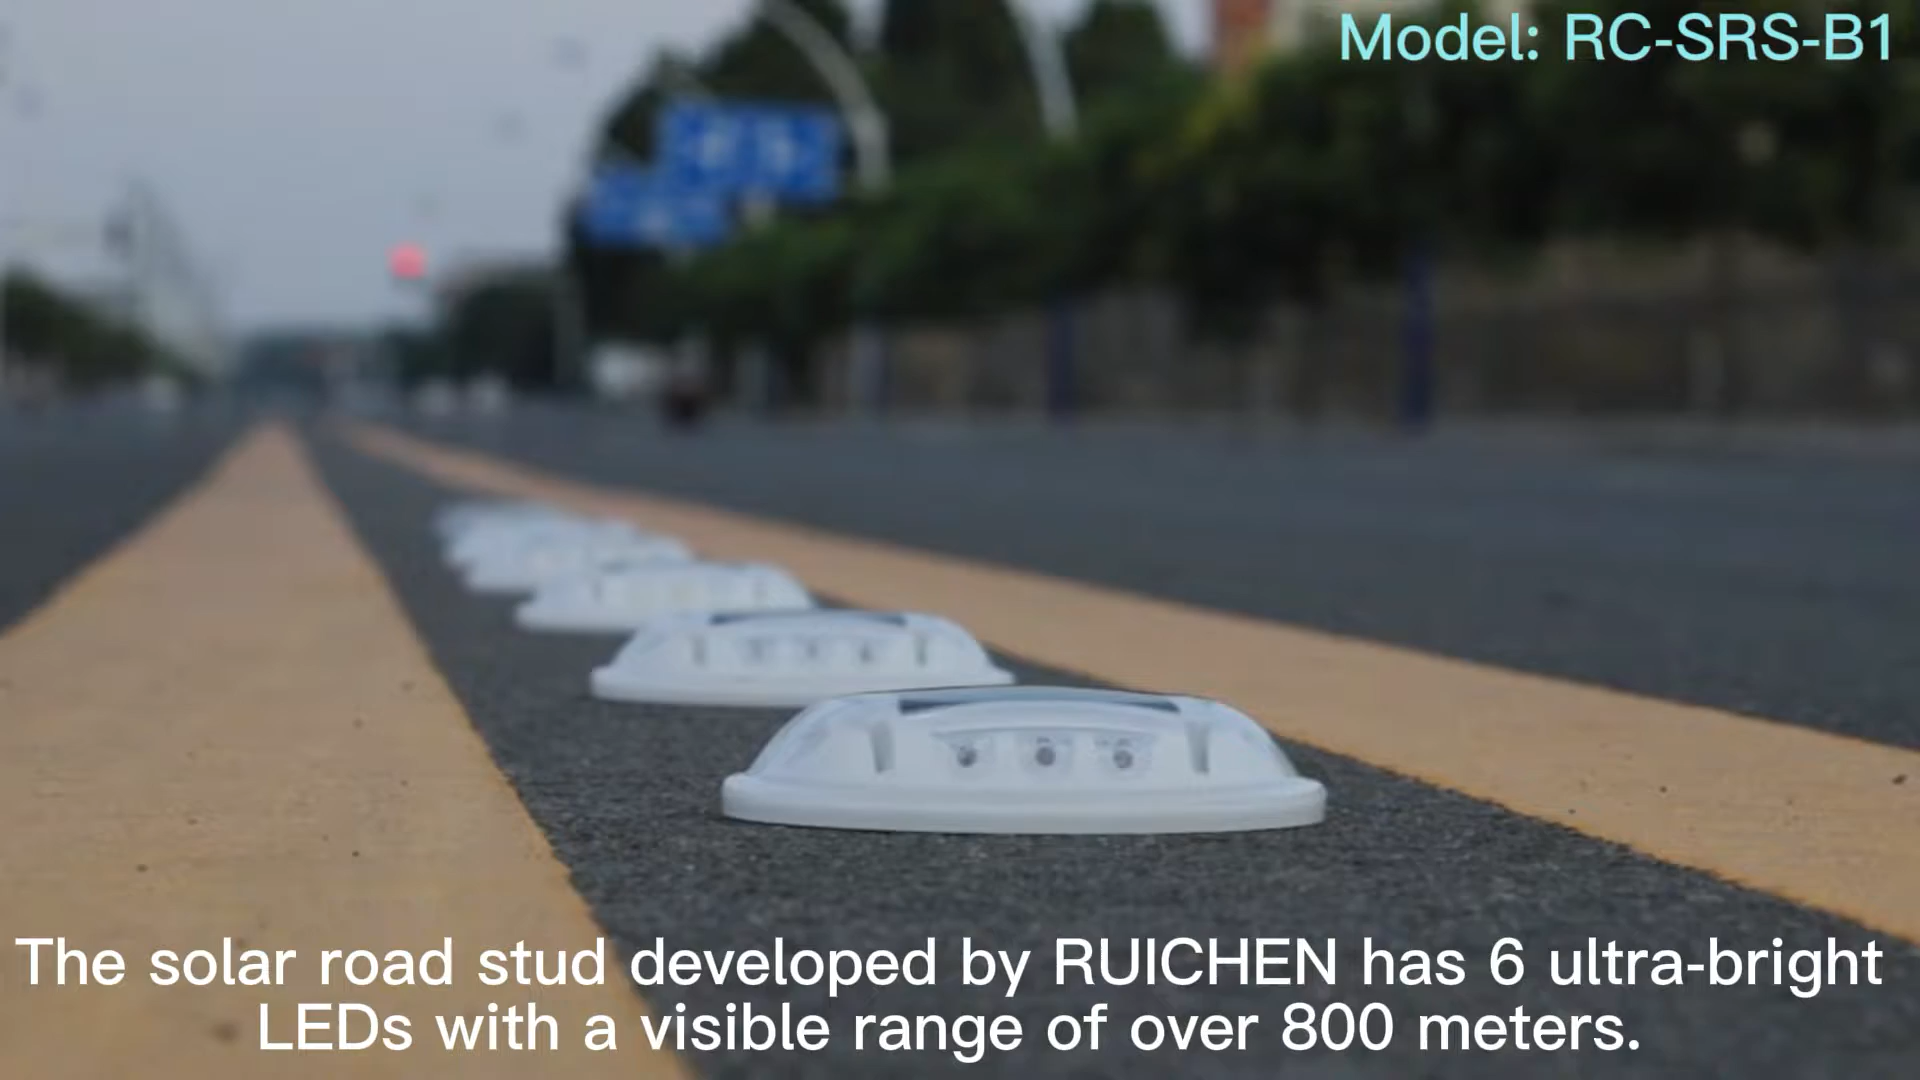 Model: RC-SRS-B1
The solar road stud developed by RUICHEN has 6 ultra-bright
LEDs with a visible range of over 800 meters.